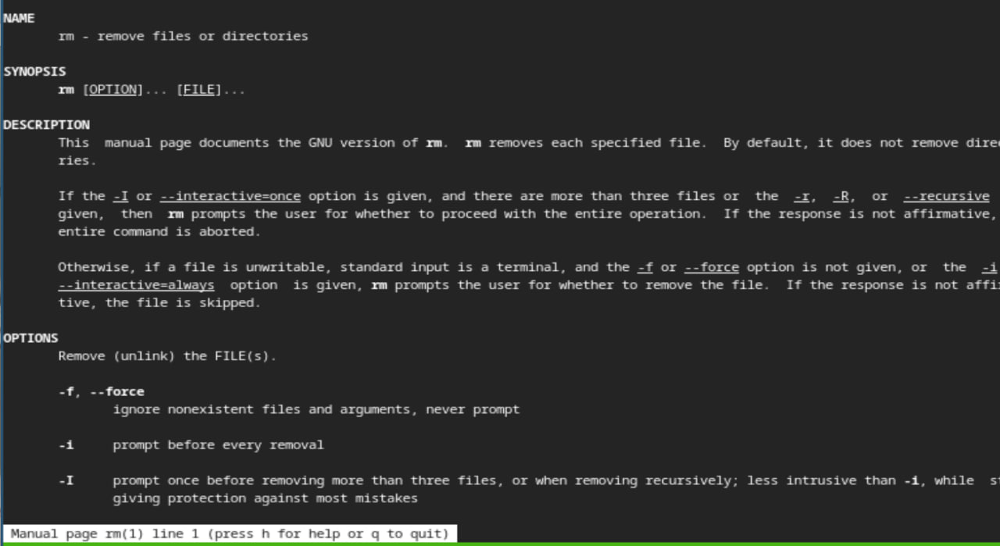 NAME
rm - remove files or directories
SYNOPSIS
rm [OPTION]... [FILE]...
DESCRIPTION
This  manual page documents the GNU version of rm.  rm removes each specified file.  By default, it does not remove direc
ries.
If the -I or --interactive=once option is given, and there are more than three files or  the  -r,  -R,  or  --recursive
given,  then  rm prompts the user for whether to proceed with the entire operation.  If the response is not affirmative,
entire command is aborted.
Otherwise, if a file is unwritable, standard input is a terminal, and the -f or --force option is not given, or  the  -i
--interactive=always  option  is given, rm prompts the user for whether to remove the file.  If the response is not affi
tive, the file is skipped.
OPTIONS
Remove (unlink) the FILE(s).
-f, --force
ignore nonexistent files and arguments, never prompt
-i     prompt before every removal
-I     prompt once before removing more than three files, or when removing recursively; less intrusive than -i, while  st
giving protection against most mistakes
Manual page rm(1) line 1 (press h for help or q to quit)